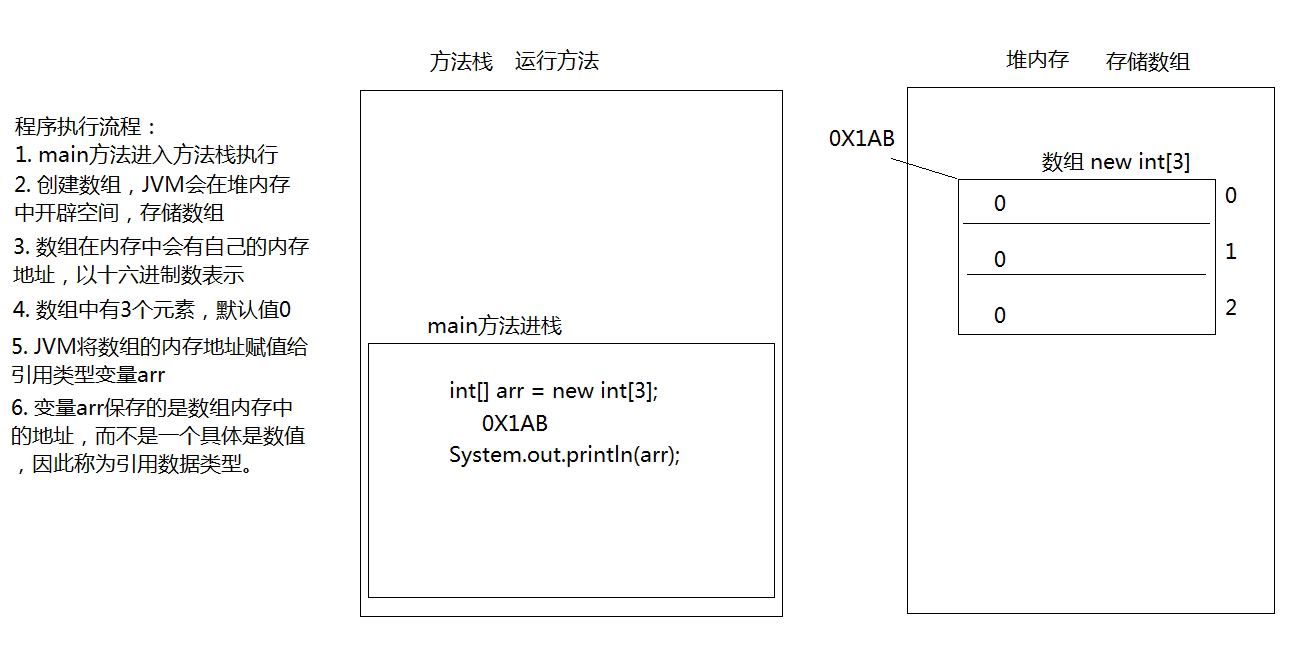 方法栈 运行方法
堆内存 存储数组
程序执行流程：
1. main方法进入方法栈执行
2. 创建数组，JVM会在堆内存
中开辟空间，存储数组
3. 数组在内存中会有自己的内存
地址，以十六进制数表示
4. 数组中有3个元素，默认值0
5. JVM将数组的内存地址赋值给
引用类型变量arr
6. 变量arr保存的是数组内存中
的地址，而不是一个具体是数值
，因此称为引用数据类型。
main方法进栈
int[] arr = new int[3];
0X1AB
System.out.println(arr);
0X1AB
数组 new int[3]
0 0
0 1
0 2